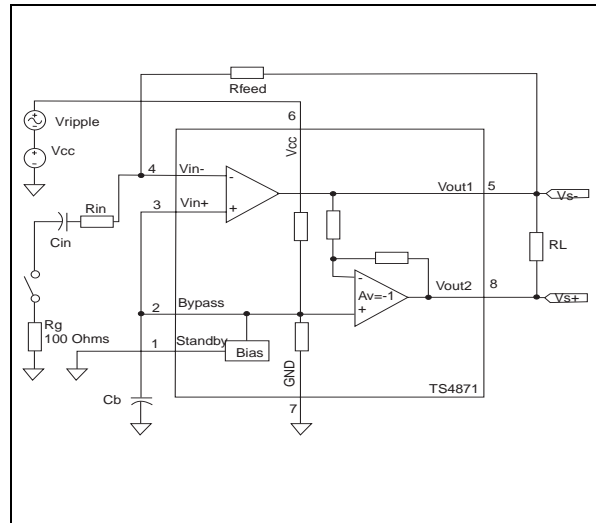 Rfeed
6
Vripple
Vcc
Vcc
4
Vin-
-
Vout1
5
Vs-
Rin
3
Vin+
+
Cin
RL
-
Vout2
8
Vs+
Av=-1
+
2
Bypass
Rg
100 Ohms
1
Standby
Bias
GND
Cb
7
TS4871